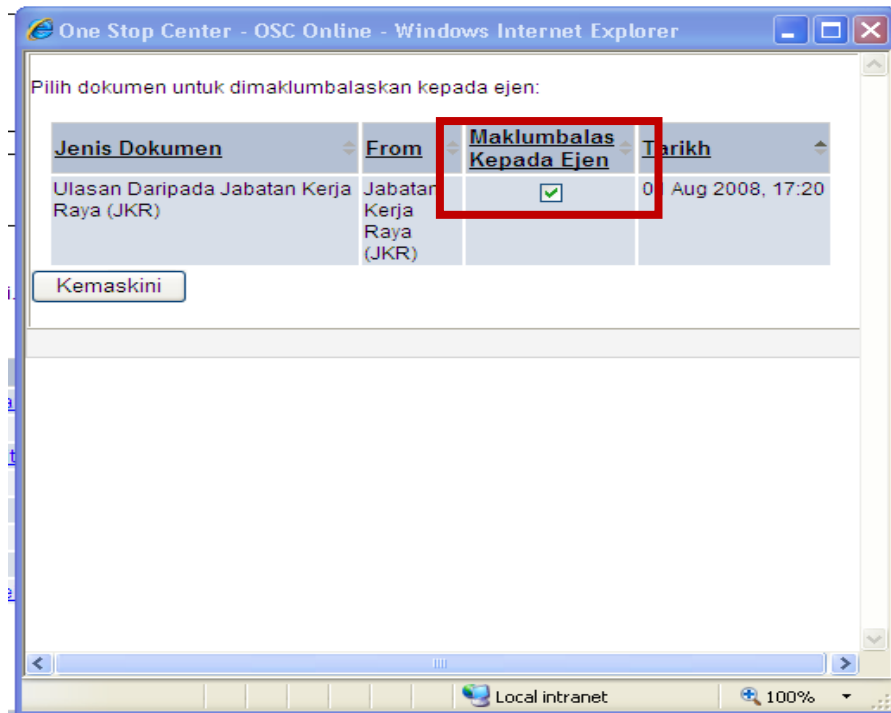 One Stop Center - OSC Online - Windows Internet Explorer
Pilih dokumen untuk dimaklumbalaskan kepada ejen:
Jenis Dokumen From Maklumbalas Kepada Ejen Tarikh
Ulasan Daripada Jabatan Kerja Raya (JKR) Jabatan Kerja Raya (JKR) Aug 2008, 17:20
Kemaskini
Local intranet 100%